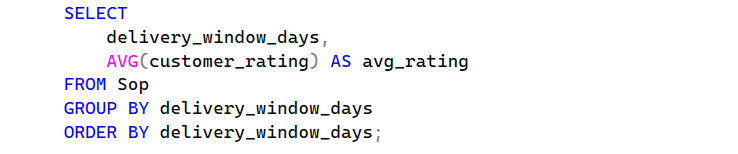 SELECT
delivery_window_days,
AVG(customer_rating) AS avg_rating
FROM Sop
GROUP BY delivery_window_days
ORDER BY delivery_window_days;